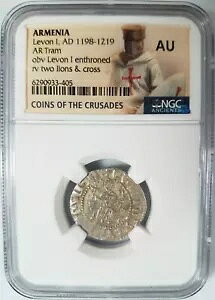 ARMENIA
Levon I, AD 1198-1219
AR Tram
obv Levon I enthroned
rv two lions & cross
6290933-405
AU
COINS OF THE CRUSADES
NGC
ANCIENTS